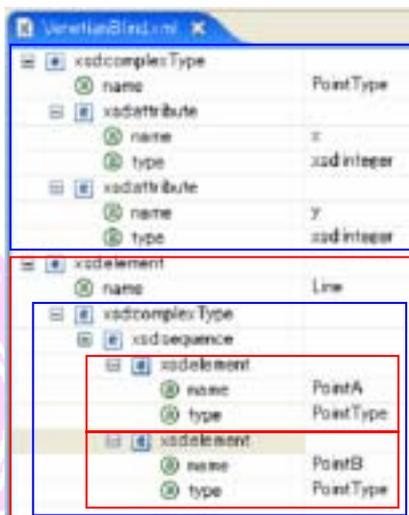 VenetianBlind.xml
xsd:complexType
name PointType
xsd:attribute
name x
type xsd:integer
xsd:attribute
name y
type xsd:integer
xsd:element
name Line
xsd:complexType
xsd:sequence
xsd:element
name PointA
type PointType
xsd:element
name PointB
type PointType